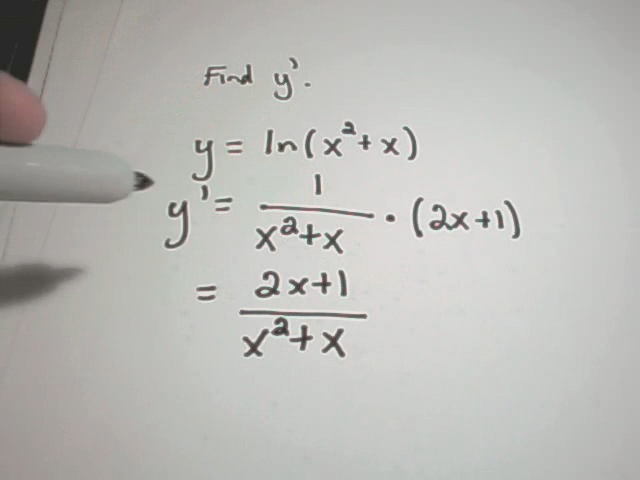 Find y'.
y = ln(x²+x)
y' = 1/(x²+x) · (2x+1)
= (2x+1)/(x²+x)